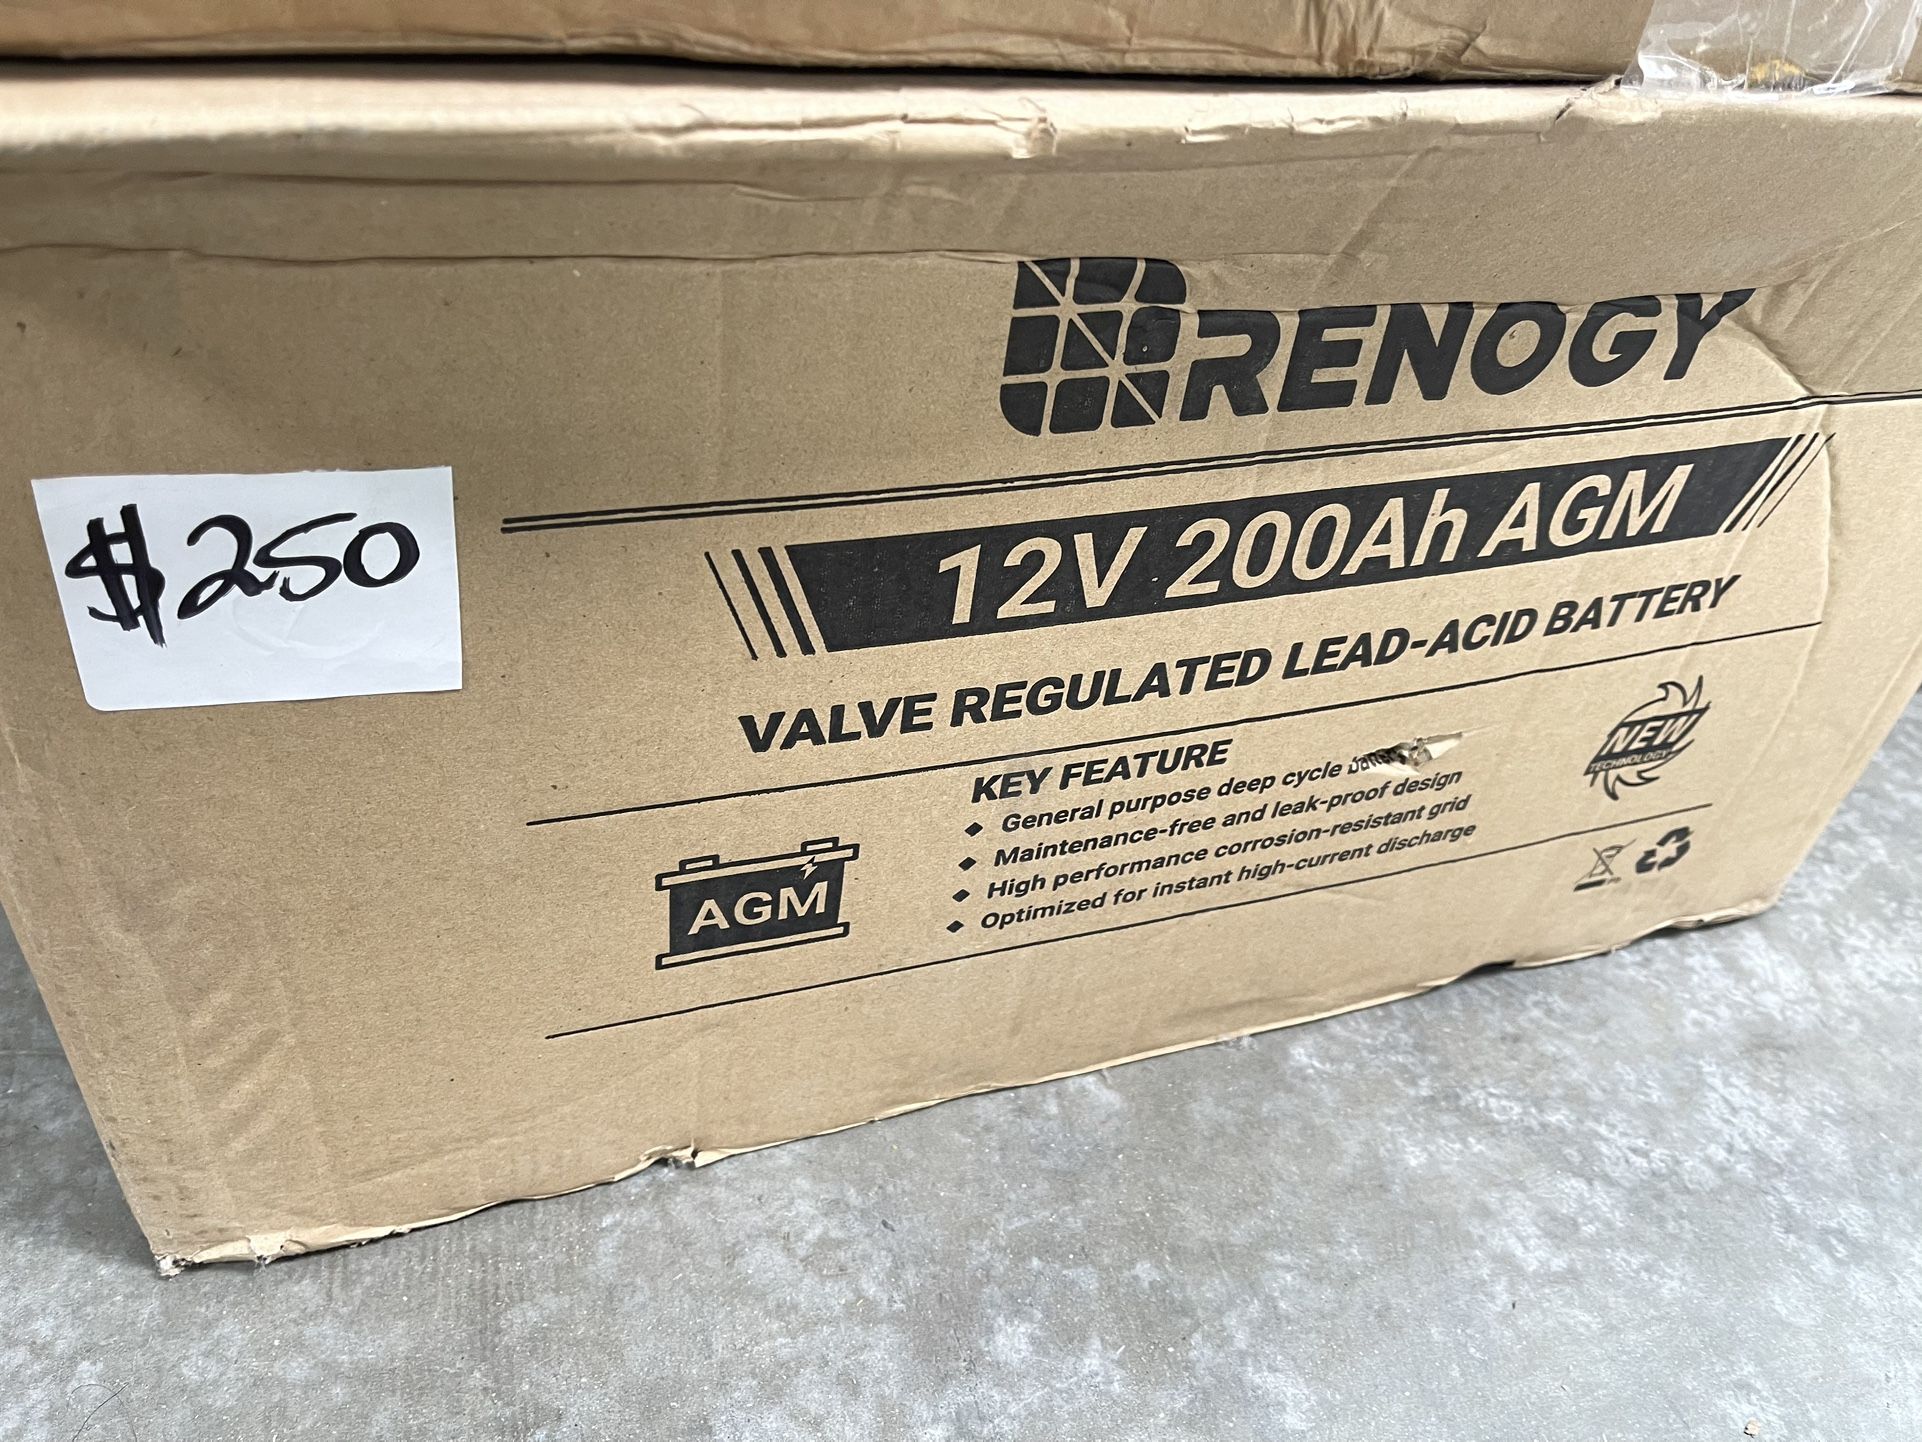 RENOGY
$250
12V 200Ah AGM
VALVE REGULATED LEAD-ACID BATTERY
KEY FEATURE
General purpose deep cycle battery
Maintenance-free and leak-proof design
High performance corrosion-resistant grid
Optimized for instant high-current discharge
AGM
NEW
TECHNOLOGY